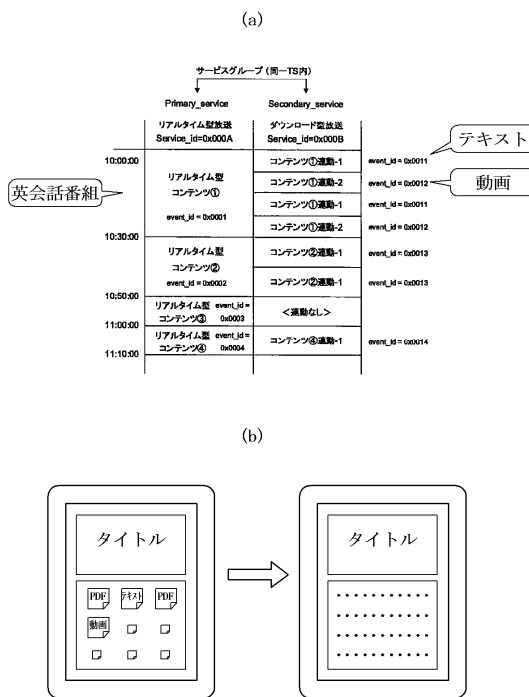 (a)
サービスグループ(同一TS内)
Primary_service
Secondary_service
リアルタイム型放送
Service_id=0x000A
ダウンロード型放送
Service_id=0x000B
テキスト
動画
英会話番組
10:00:00
リアルタイム型
コンテンツ①
event_id = 0x0001
コンテンツ①連動-1
event_id = 0x0011
コンテンツ①連動-2
event_id = 0x0012
コンテンツ①連動-1
event_id = 0x0011
コンテンツ①連動-2
event_id = 0x0012
10:30:00
リアルタイム型
コンテンツ②
event_id = 0x0002
コンテンツ②連動-1
event_id = 0x0013
コンテンツ②連動-1
event_id = 0x0013
10:50:00
リアルタイム型 event_id =
コンテンツ③ 0x0003
<連動なし>
11:00:00
リアルタイム型 event_id =
コンテンツ④ 0x0004
コンテンツ④連動-1
event_id = 0x0014
11:10:00
(b)
タイトル
PDF テキスト PDF
動画
タイトル